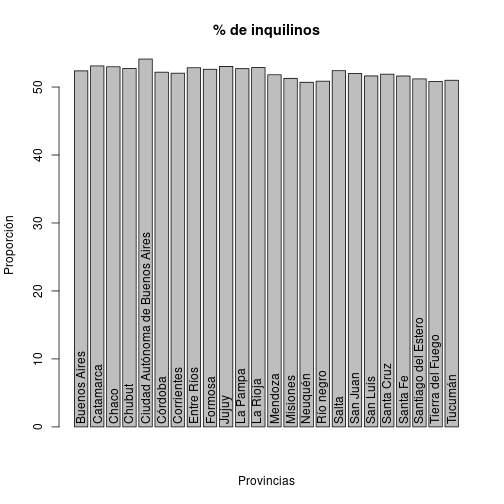 % de inquilinos
Proporción
50
40
30
20
10
0
Buenos Aires
Catamarca
Chaco
Chubut
Ciudad Autónoma de Buenos Aires
Córdoba
Corrientes
Entre Ríos
Formosa
Jujuy
La Pampa
La Rioja
Mendoza
Misiones
Neuquén
Río negro
Salta
San Juan
San Luis
Santa Cruz
Santa Fe
Santiago del Estero
Tierra del Fuego
Tucumán
Provincias